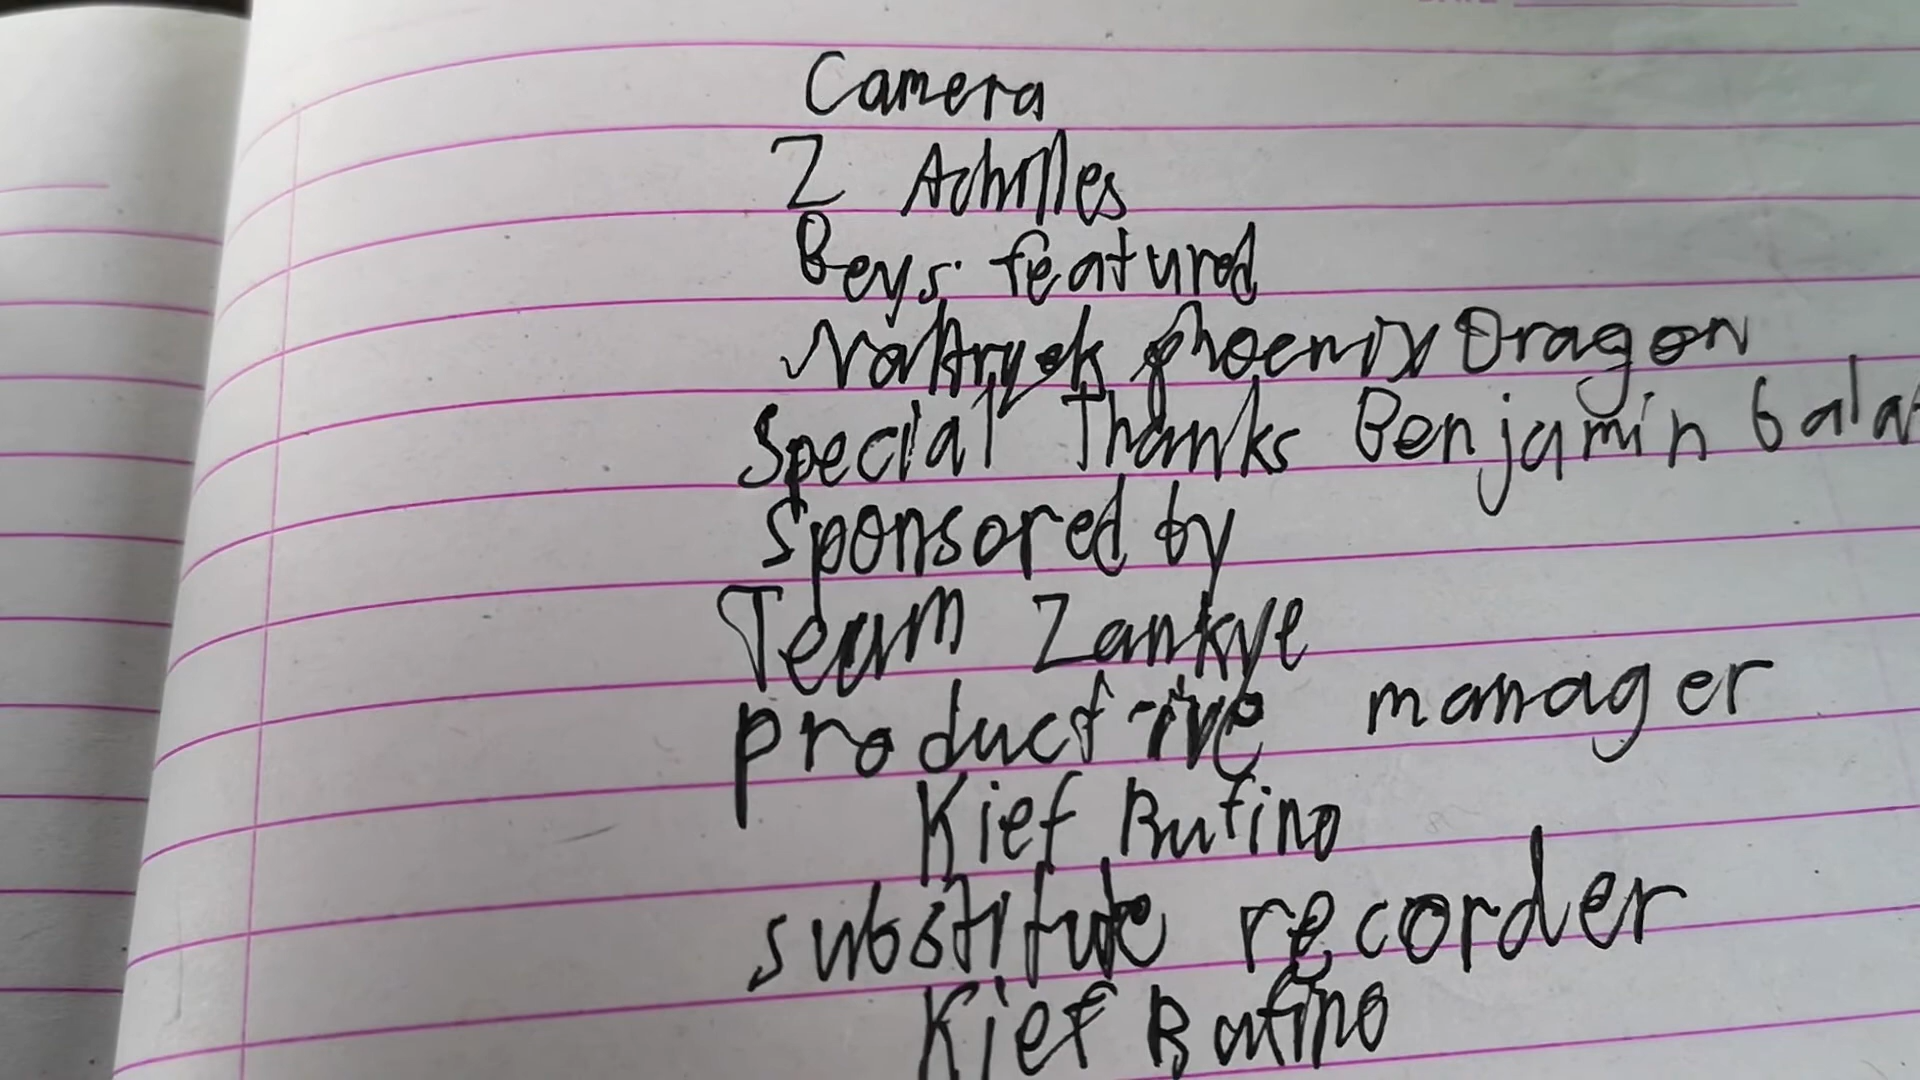 Camera
Z Achilles
Beys featured
Valtryek Phoenix Dragon
Special Thanks Benjamin Galat
Sponsored by
Team Zankye
productive manager
Kief Rufino
substitute recorder
Kief Rufino